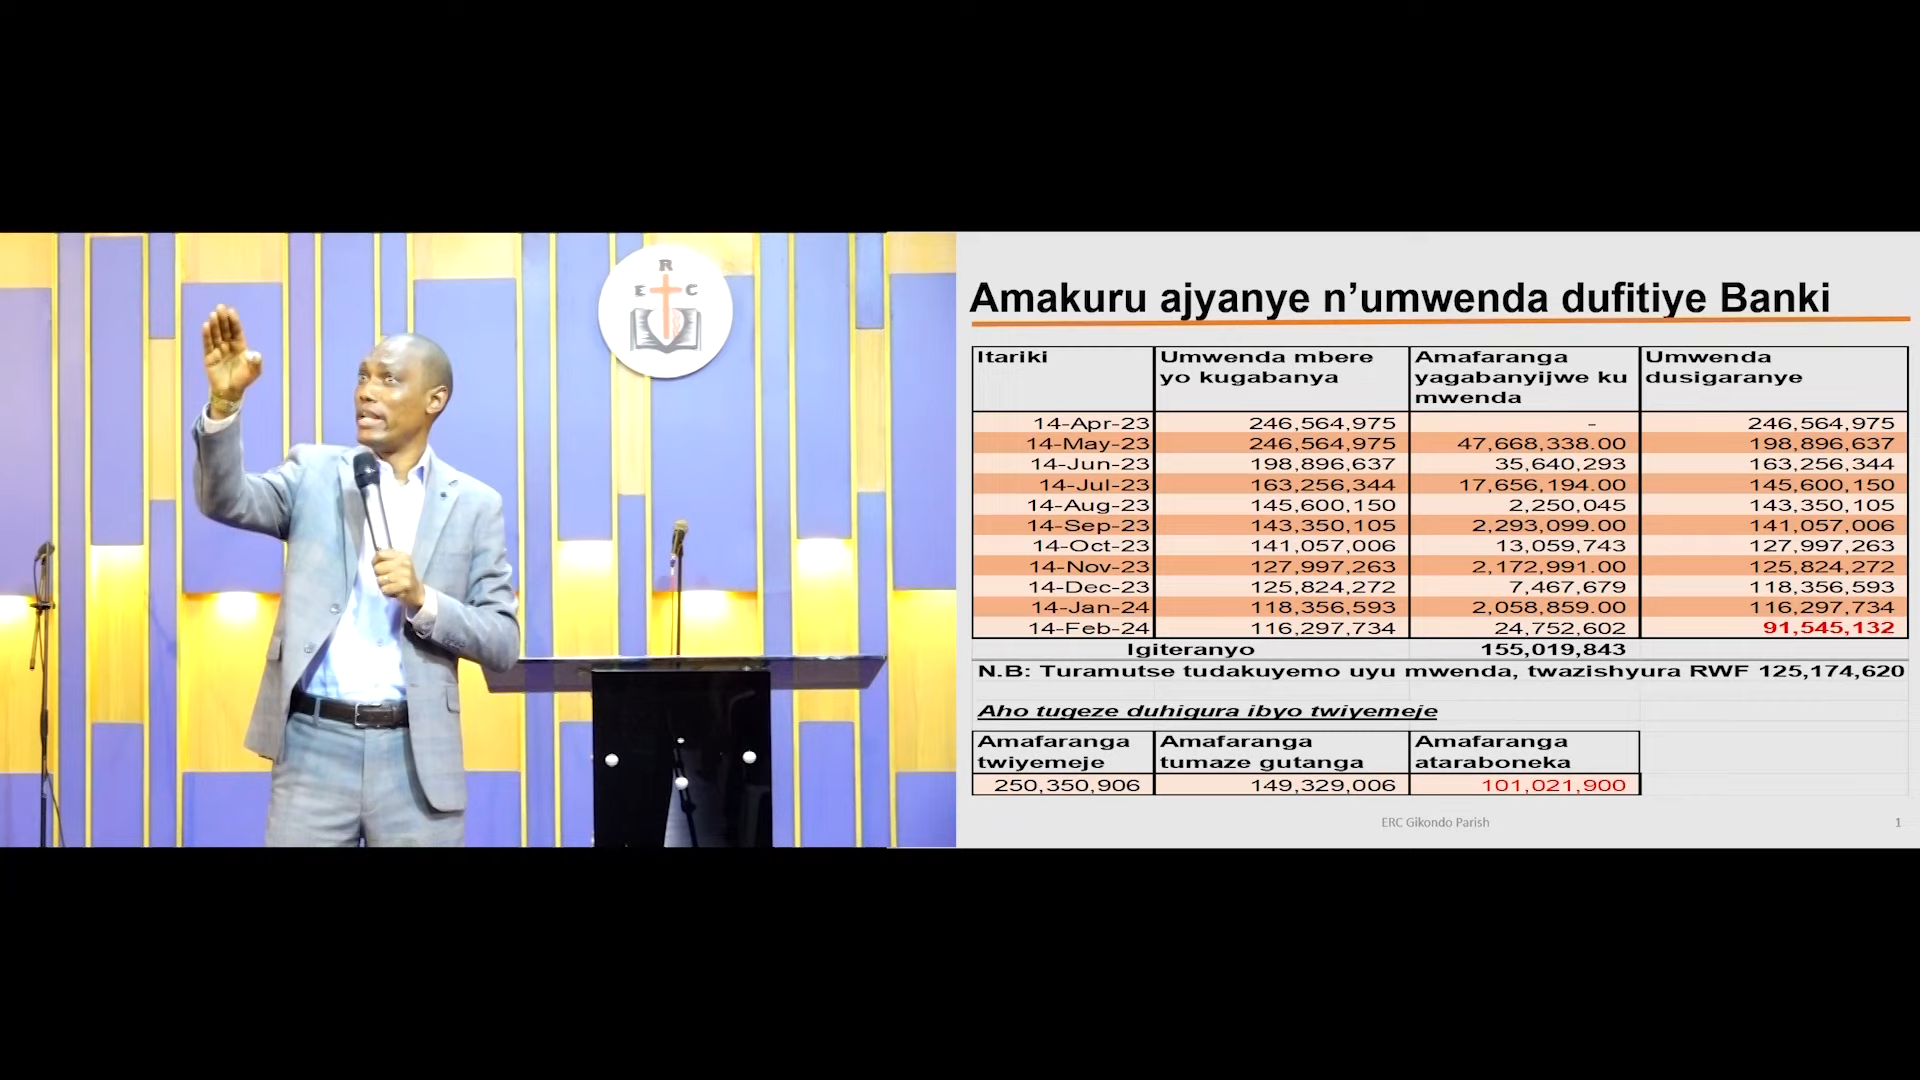 R
E C
Amakuru ajyanye n’umwenda dufitiye Banki
Itariki Umwenda mbere yo kugabanya Amafaranga yagabanyijwe ku mwenda Umwenda dusigaranye
14-Apr-23 246,564,975 - 246,564,975
14-May-23 246,564,975 47,668,338.00 198,896,637
14-Jun-23 198,896,637 35,640,293 163,256,344
14-Jul-23 163,256,344 17,656,194.00 145,600,150
14-Aug-23 145,600,150 2,250,045 143,350,105
14-Sep-23 143,350,105 2,293,099.00 141,057,006
14-Oct-23 141,057,006 13,059,743 127,997,263
14-Nov-23 127,997,263 2,172,991.00 125,824,272
14-Dec-23 125,824,272 7,467,679 118,356,593
14-Jan-24 118,356,593 2,058,859.00 116,297,734
14-Feb-24 116,297,734 24,752,602 91,545,132
Igiteranyo 155,019,843
N.B: Turamutse tudakuyemo uyu mwenda, twazishyura RWF 125,174,620
Aho tugeze duhigura ibyo twiyemeje
Amafaranga twiyemeje Amafaranga tumaze gutanga Amafaranga ataraboneka
250,350,906 149,329,006 101,021,900
ERC Gikondo Parish 1